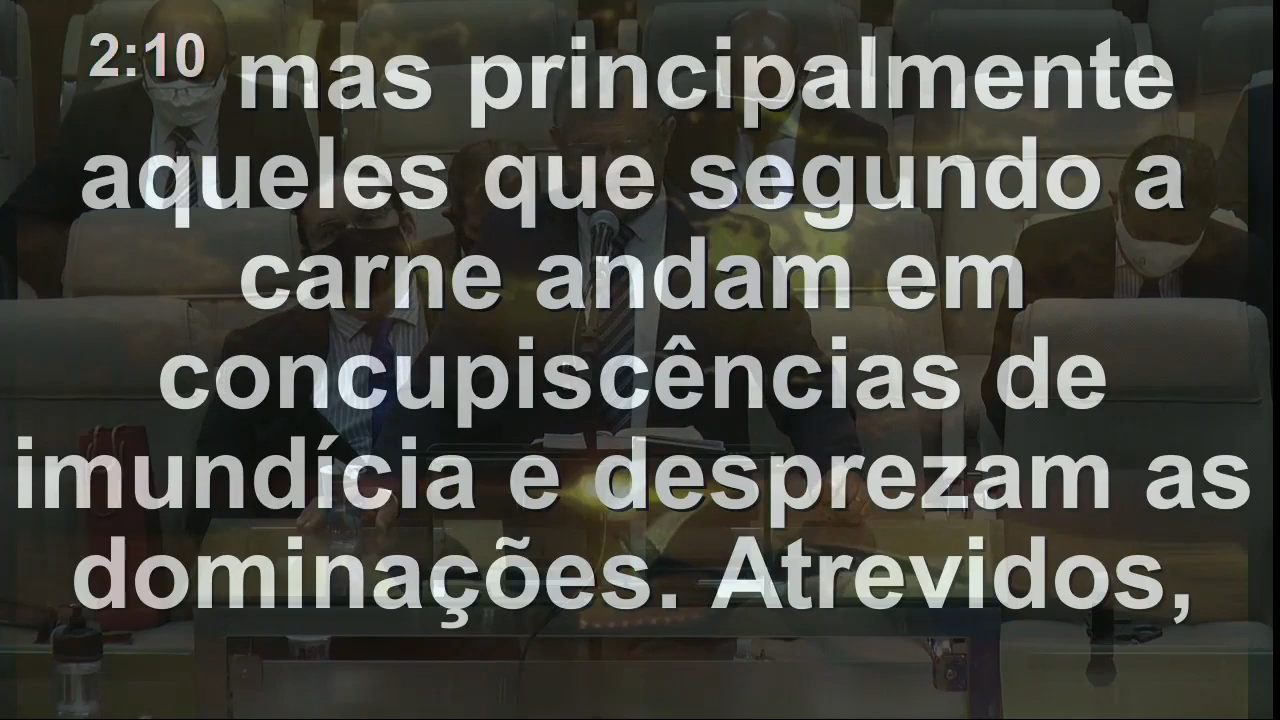 2:10 mas principalmente
aqueles que segundo a
carne andam em
concupiscências de
imundícia e desprezam as
dominações. Atrevidos,